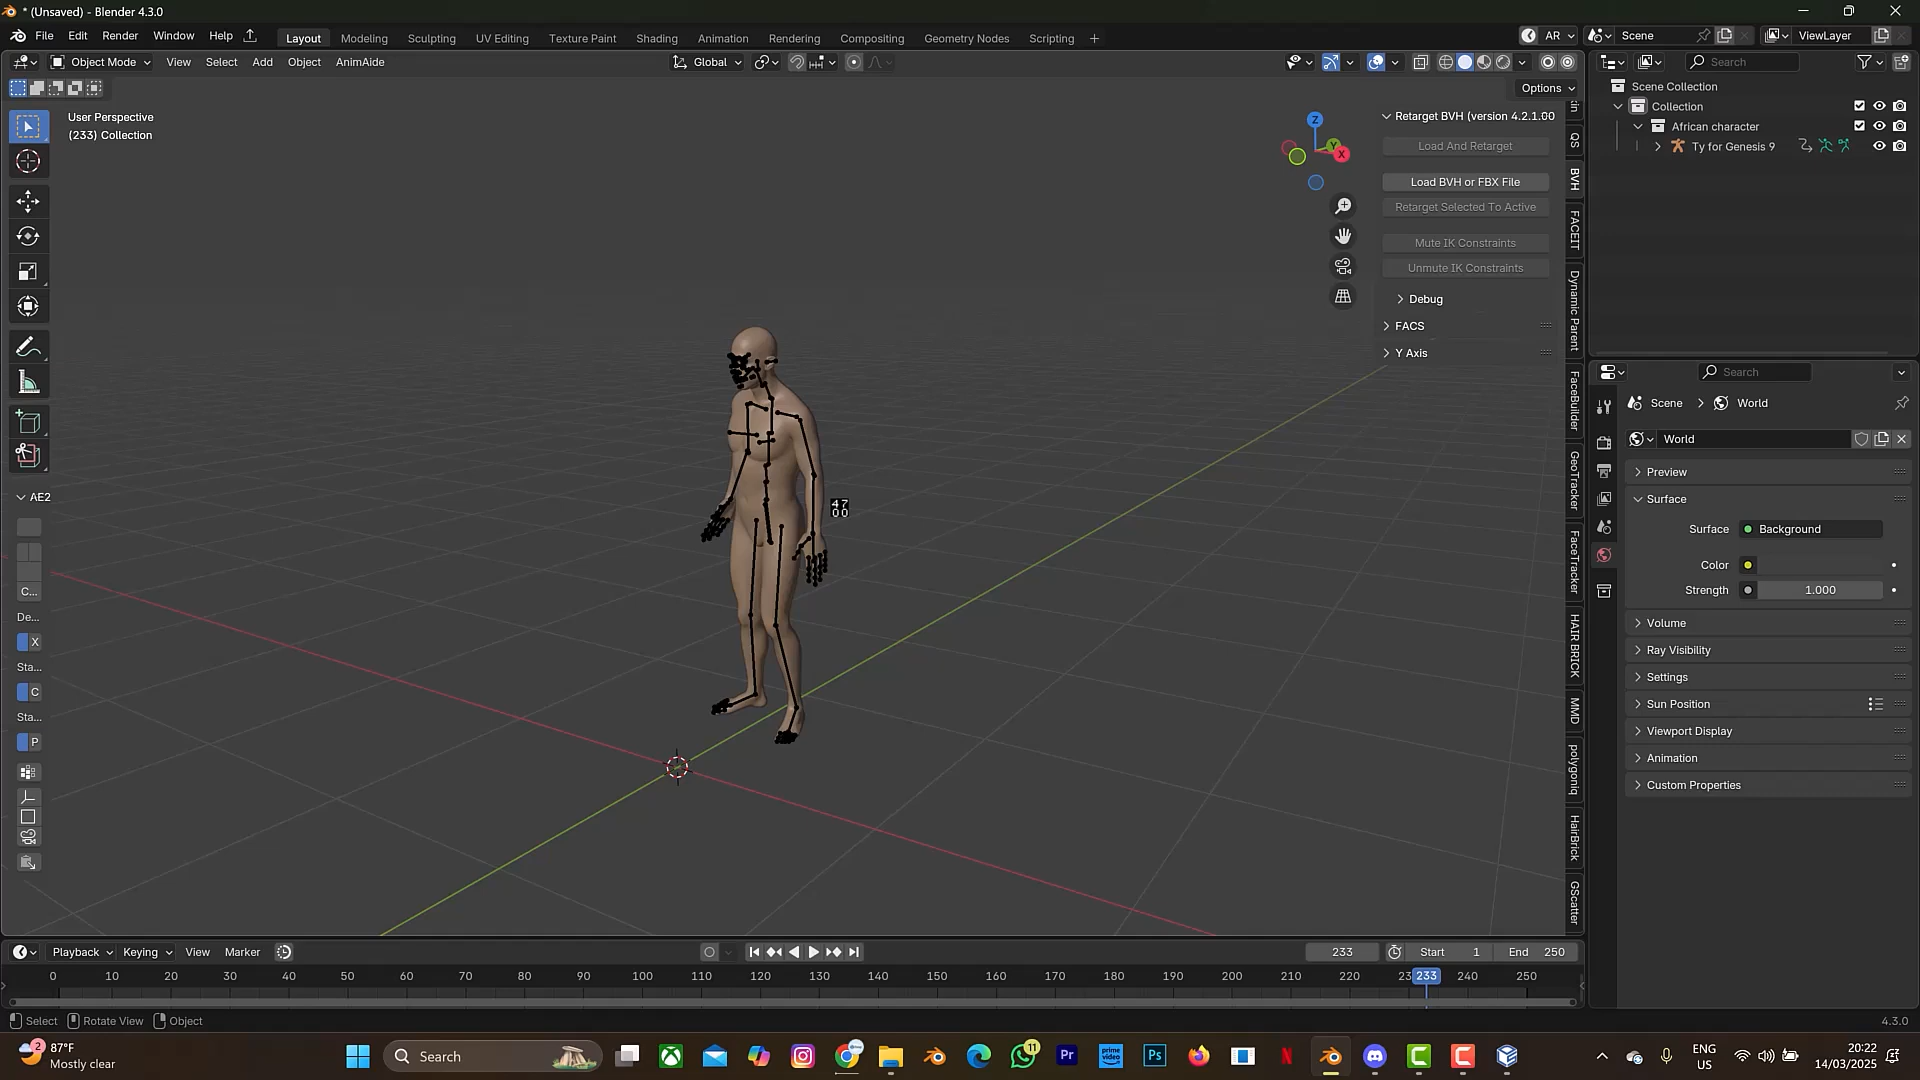 * (Unsaved) - Blender 4.3.0
File Edit Render Window Help
Layout Modeling Sculpting UV Editing Texture Paint Shading Animation Rendering Compositing Geometry Nodes Scripting
AR Scene ViewLayer
Object Mode View Select Add Object AnimAide
Global
Search
Options
User Perspective
(233) Collection
Scene Collection
Collection
African character
Ty for Genesis 9
Retarget BVH (version 4.2.1.00
Load And Retarget
Load BVH or FBX File
Retarget Selected To Active
Mute IK Constraints
Unmute IK Constraints
Debug
FACS
Y Axis
Z
Y
X
QS
BVH
FACEIT
Dynamic Parent
FaceBuilder
GeoTracker
FaceTracker
HAIR BRICK
MMD
polygoniq
HairBrick
GScatter
AE2
C...
De...
X
Sta...
C
Sta...
P
47
00
Search
Scene World
World
Preview
Surface
Surface Background
Color
Strength 1.000
Volume
Ray Visibility
Settings
Sun Position
Viewport Display
Animation
Custom Properties
Playback Keying View Marker
233 Start 1 End 250
0 10 20 30 40 50 60 70 80 90 100 110 120 130 140 150 160 170 180 190 200 210 220 23 233 240 250
Select Rotate View Object
4.3.0
2
87°F
Mostly clear
Search
11
Pr
prime video
Ps
N
ENG
US
20:22
14/03/2025